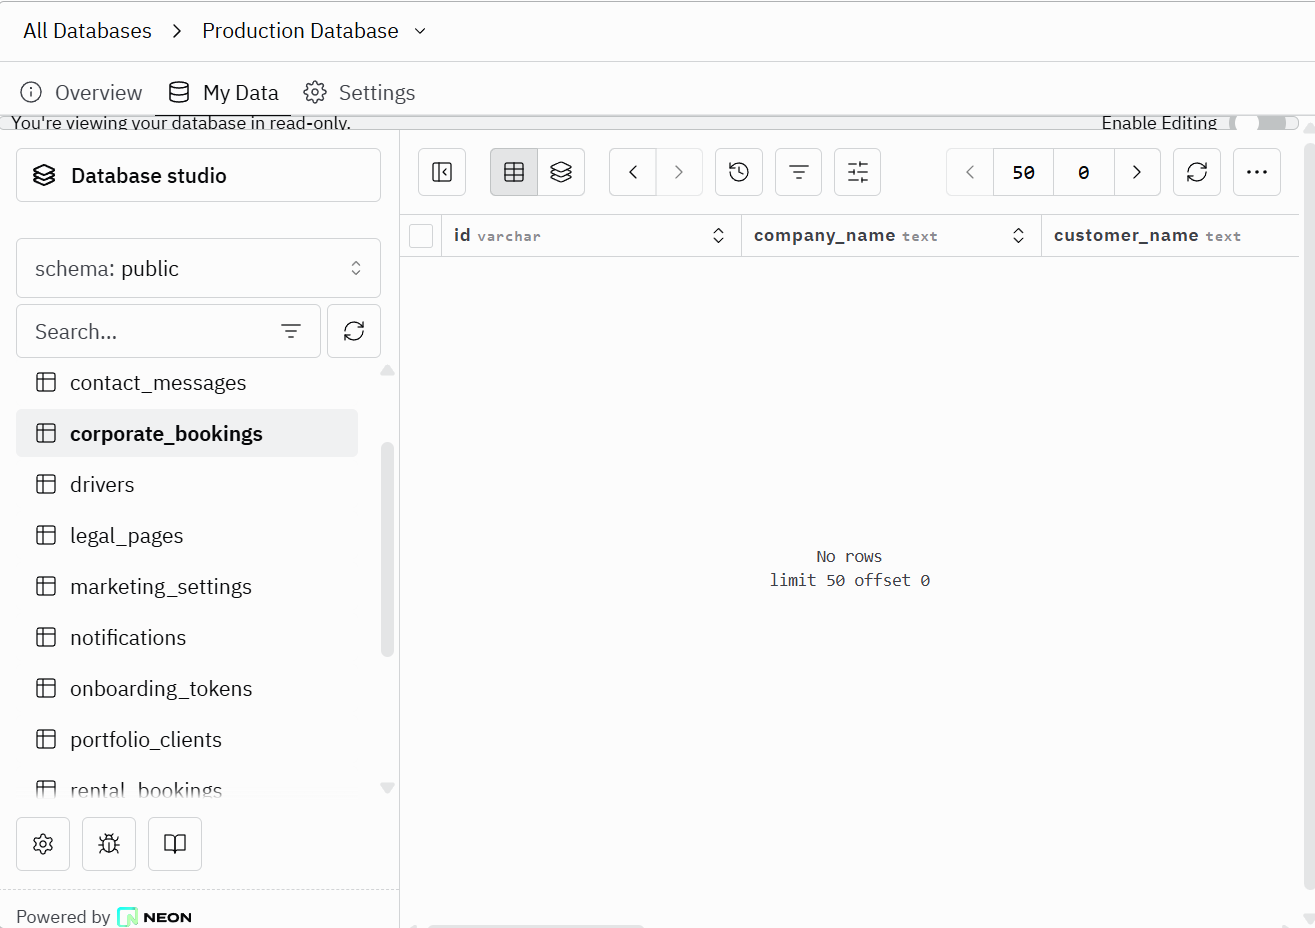 All Databases > Production Database
Overview My Data Settings
You're viewing your database in read-only.
Enable Editing
Database studio
50 0
schema: public
Search...
id varchar
company_name text
customer_name text
contact_messages
corporate_bookings
drivers
legal_pages
marketing_settings
notifications
onboarding_tokens
portfolio_clients
rental_bookings
No rows
limit 50 offset 0
Powered by NEON